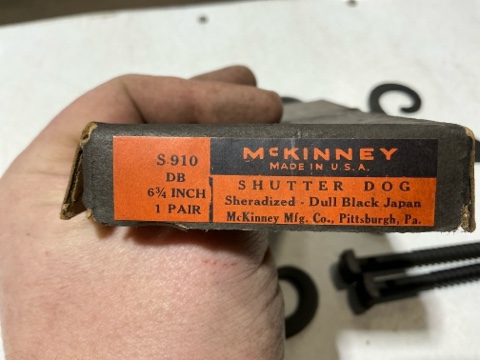 S 910
DB
6¾ INCH
1 PAIR
McKINNEY
MADE IN U.S.A.
SHUTTER DOG
Sheradized - Dull Black Japan
McKinney Mfg. Co., Pittsburgh, Pa.